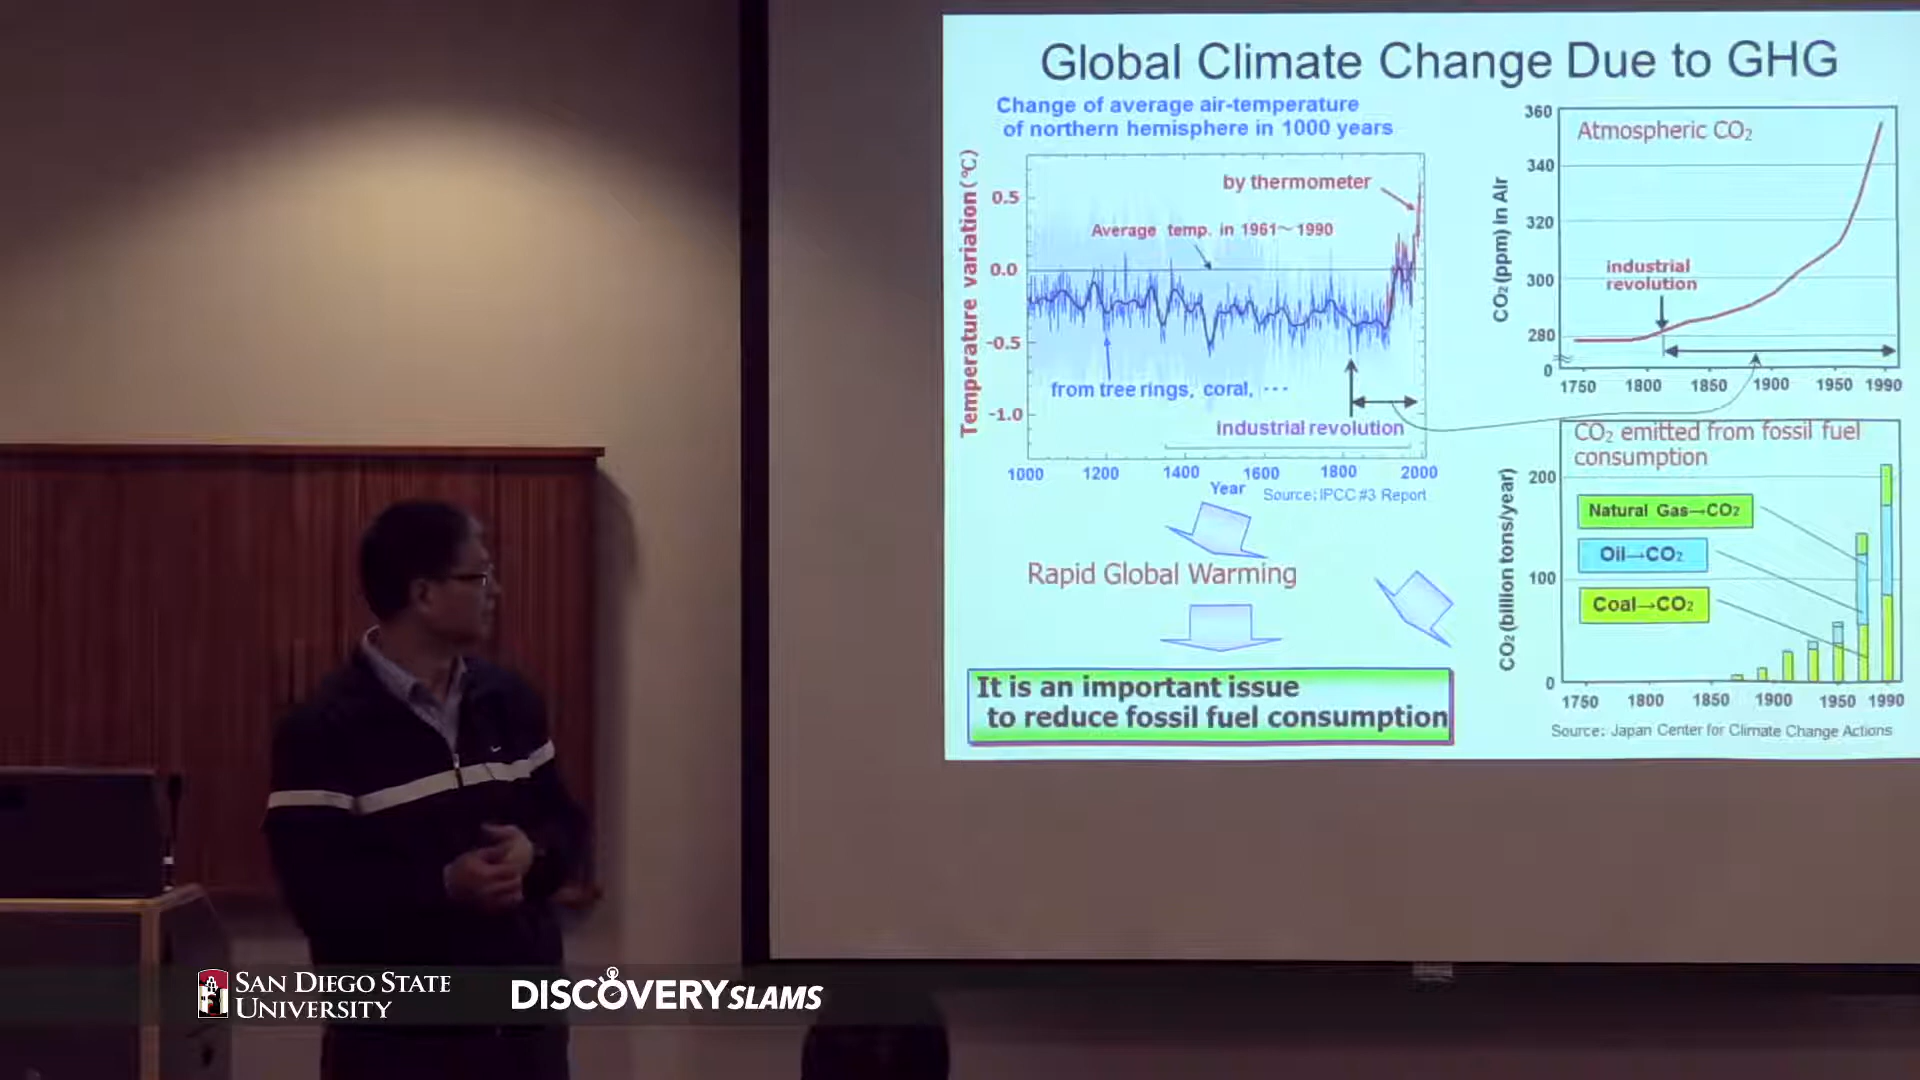 Global Climate Change Due to GHG
Change of average air-temperature
of northern hemisphere in 1000 years
Temperature variation(℃)
0.5
0.0
-0.5
-1.0
by thermometer
Average temp. in 1961~1990
from tree rings, coral, ···
industrial revolution
1000 1200 1400 1600 1800 2000
Year
Source: IPCC #3 Report
Rapid Global Warming
It is an important issue
to reduce fossil fuel consumption
Atmospheric CO₂
CO₂ (ppm) in Air
360
340
320
300
280
0
industrial
revolution
1750 1800 1850 1900 1950 1990
CO₂ emitted from fossil fuel
consumption
CO₂ (billion tons/year)
200
100
0
Natural Gas→CO₂
Oil→CO₂
Coal→CO₂
1750 1800 1850 1900 1950 1990
Source: Japan Center for Climate Change Actions
SAN DIEGO STATE
UNIVERSITY
DISCOVERY SLAMS